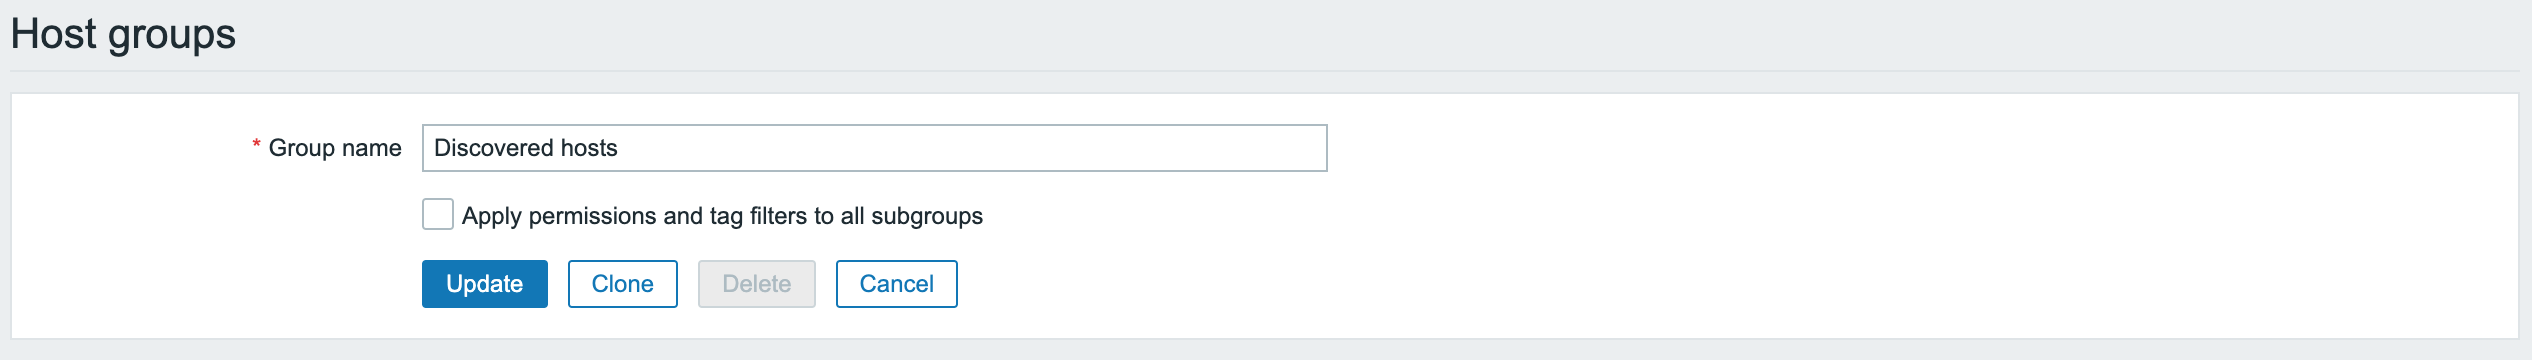 Host groups
* Group name Discovered hosts
Apply permissions and tag filters to all subgroups
Update Clone Delete Cancel